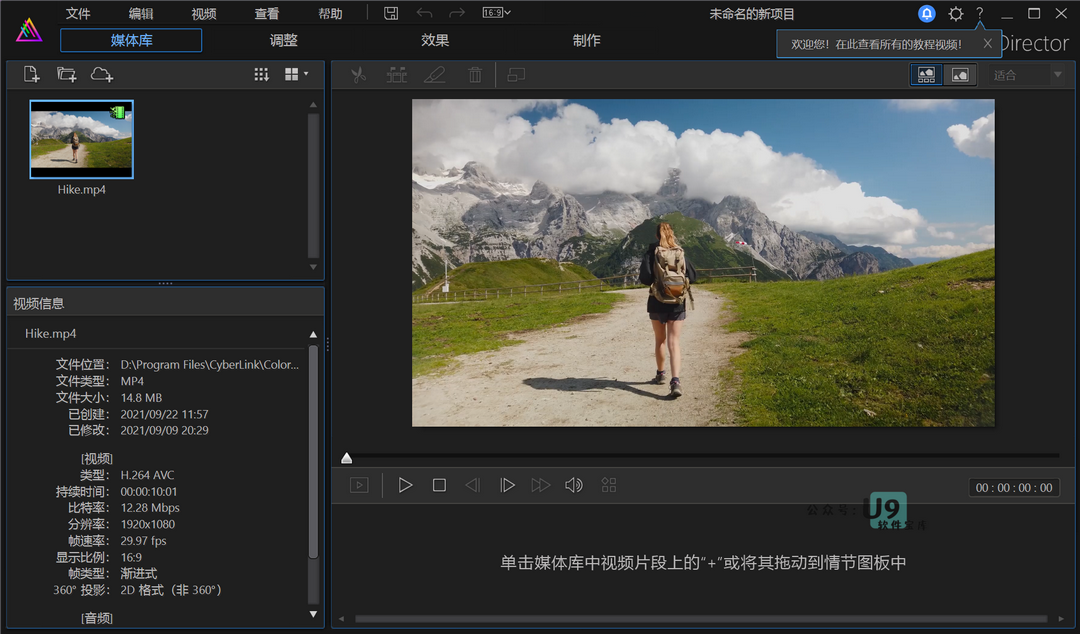 文件 编辑 视频 查看 帮助 16:9 未命名的新项目 ?
媒体库 调整 效果 制作
欢迎您！在此查看所有的教程视频！ X
Director
适合
Hike.mp4
视频信息
Hike.mp4
文件位置： D:\Program Files\CyberLink\Color...
文件类型： MP4
文件大小： 14.8 MB
已创建： 2021/09/22 11:57
已修改： 2021/09/09 20:29
[视频]
类型： H.264 AVC
持续时间： 00:00:10:01
比特率： 12.28 Mbps
分辨率： 1920x1080
帧速率： 29.97 fps
显示比例： 16:9
帧类型： 渐进式
360° 投影： 2D 格式（非 360°）
[音频]
00 : 00 : 00 : 00
公众号： U9
软件宝库
单击媒体库中视频片段上的“+”或将其拖动到情节图板中